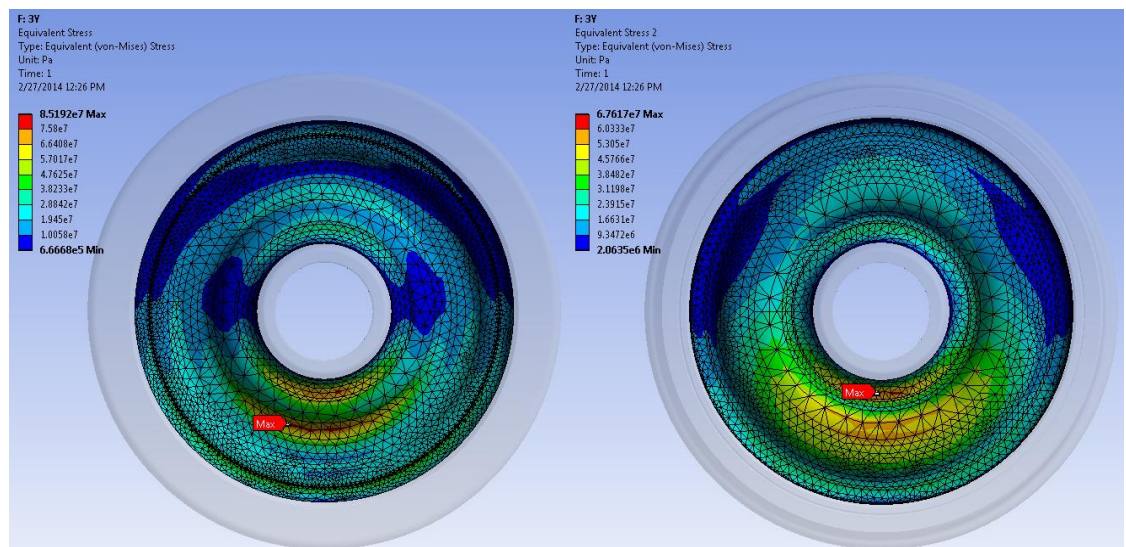 F: 3Y
Equivalent Stress
Type: Equivalent (von-Mises) Stress
Unit: Pa
Time: 1
2/27/2014 12:26 PM
8.5192e7 Max
7.58e7
6.6408e7
5.7017e7
4.7625e7
3.8233e7
2.8842e7
1.945e7
1.0058e7
6.6668e5 Min
Max
F: 3Y
Equivalent Stress 2
Type: Equivalent (von-Mises) Stress
Unit: Pa
Time: 1
2/27/2014 12:26 PM
6.7617e7 Max
6.0333e7
5.305e7
4.5766e7
3.8482e7
3.1198e7
2.3915e7
1.6631e7
9.3472e6
2.0635e6 Min
Max